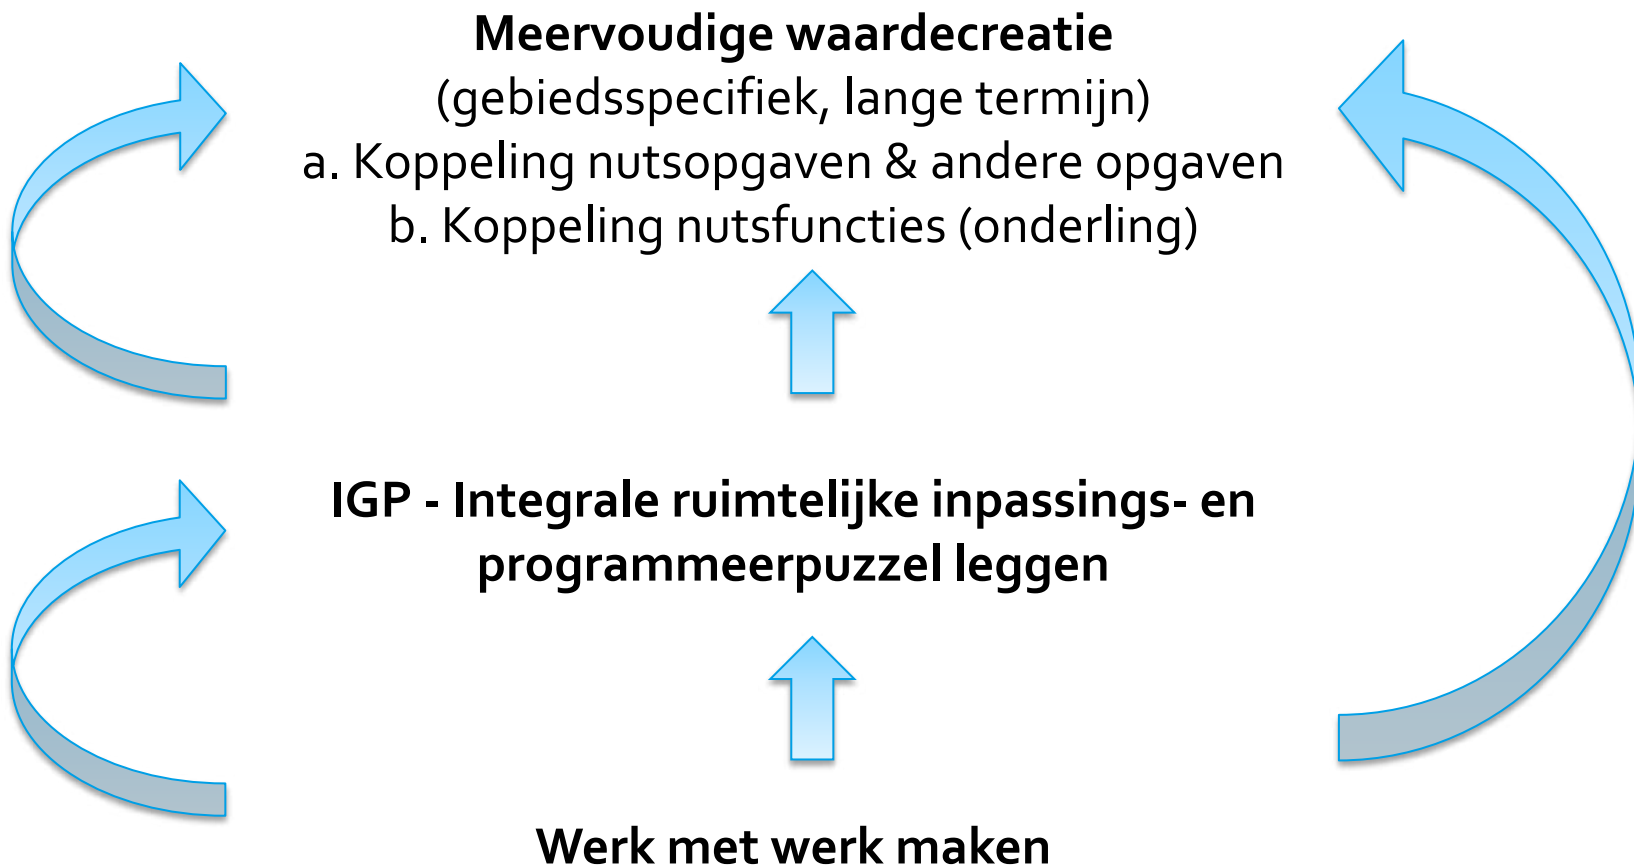 Meervoudige waardecreatie
(gebiedsspecifiek, lange termijn)
a. Koppeling nutsopgaven & andere opgaven
b. Koppeling nutsfuncties (onderling)
IGP - Integrale ruimtelijke inpassings- en
programmeerpuzzel leggen
Werk met werk maken